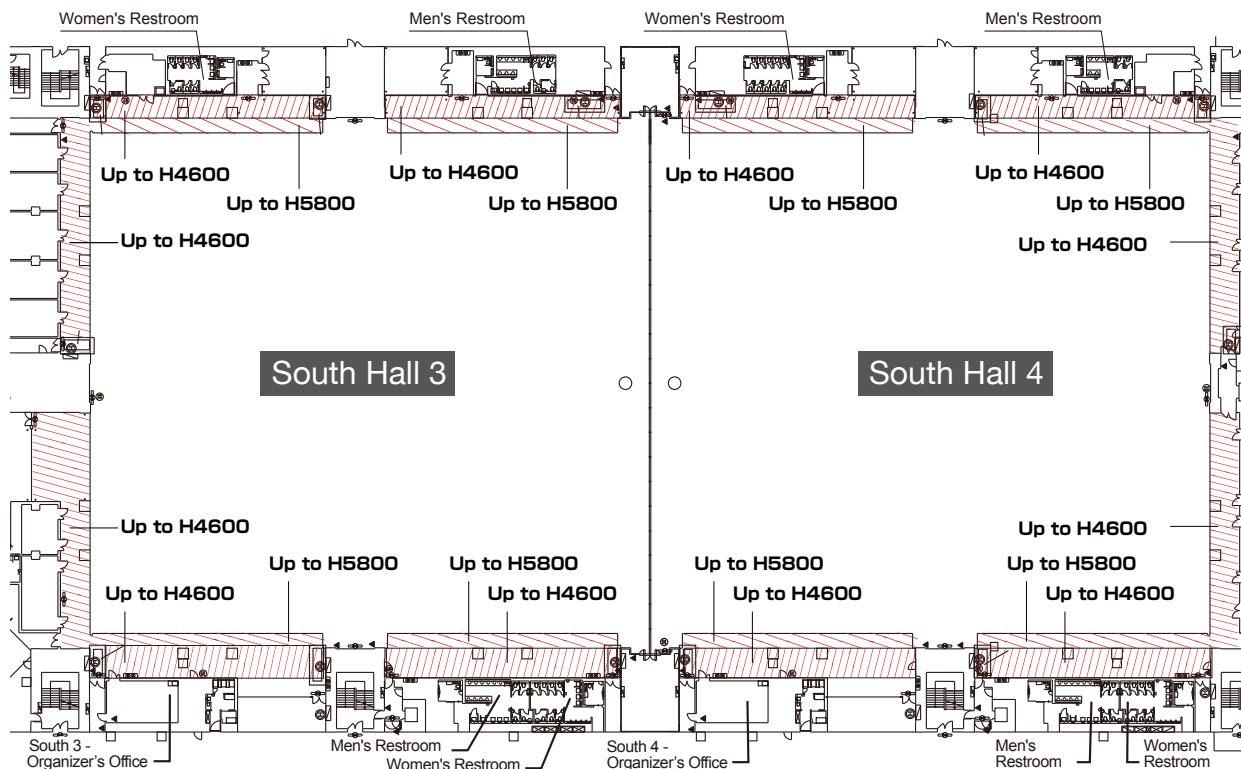 Women's Restroom
Men's Restroom
Women's Restroom
Men's Restroom
Up to H4600
Up to H4600
Up to H4600
Up to H4600
Up to H5800
Up to H5800
Up to H5800
Up to H5800
Up to H4600
Up to H4600
South Hall 3
South Hall 4
Up to H4600
Up to H4600
Up to H5800
Up to H5800
Up to H5800
Up to H5800
Up to H4600
Up to H4600
Up to H4600
Up to H4600
South 3 -
Organizer's Office
Men's Restroom
Women's Restroom
South 4 -
Organizer's Office
Men's
Restroom
Women's
Restroom